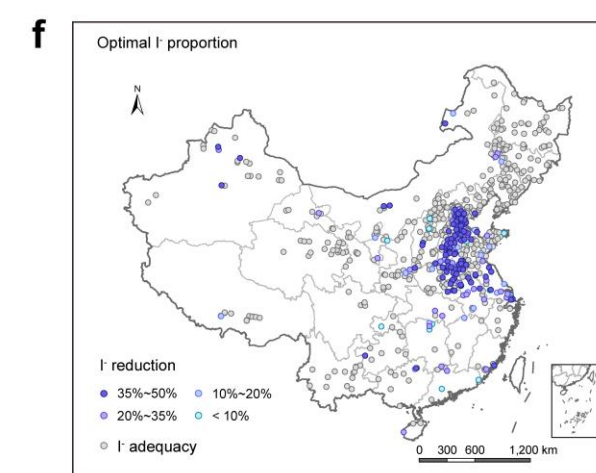 f
Optimal I⁻ proportion
N
I⁻ reduction
35%~50%
10%~20%
20%~35%
< 10%
I⁻ adequacy
0 300 600 1,200 km